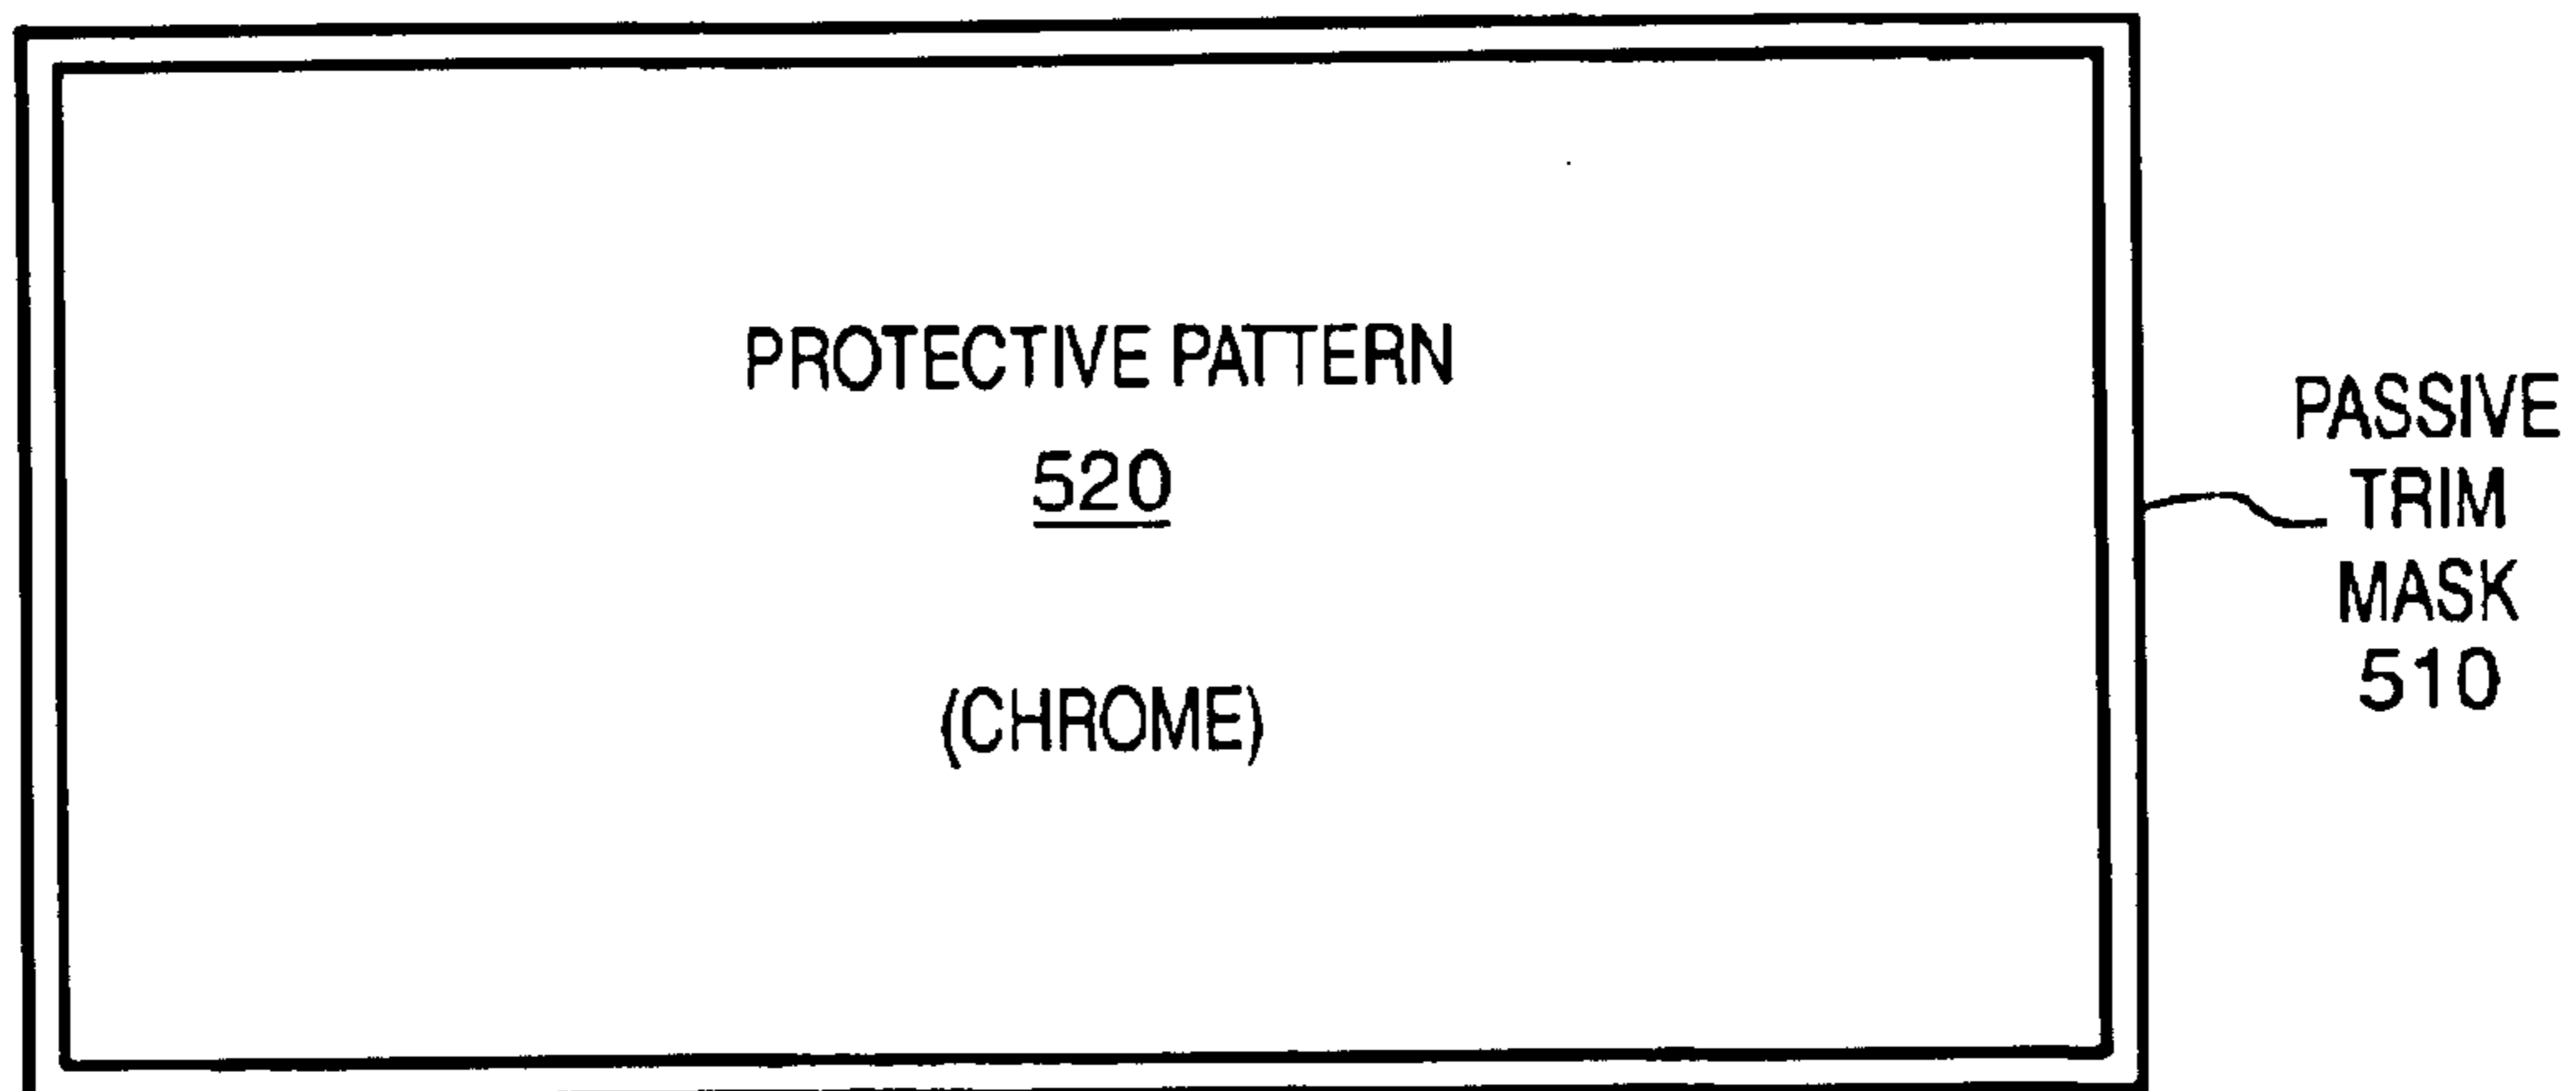 PROTECTIVE PATTERN
520
(CHROME)
PASSIVE
TRIM
MASK
510